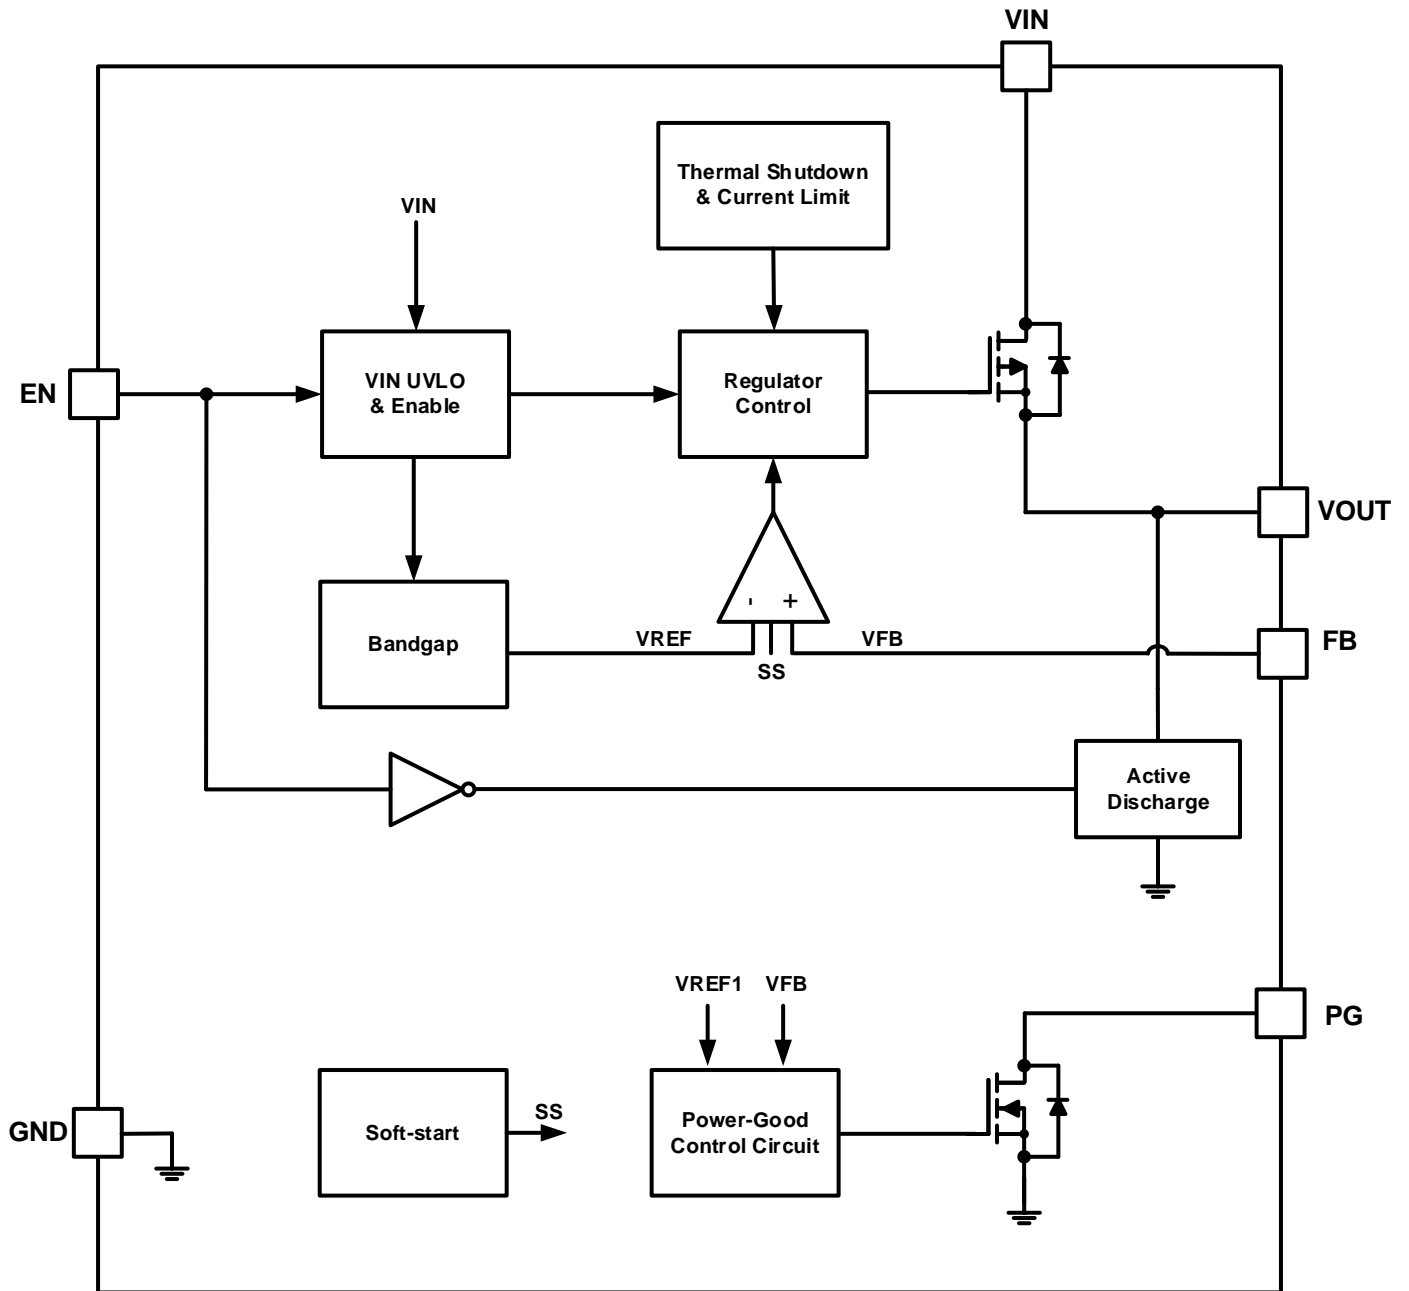 VIN
Thermal Shutdown
& Current Limit
VIN
EN
VIN UVLO
& Enable
Regulator
Control
VOUT
- +
Bandgap
VREF
SS
VFB
FB
Active
Discharge
VREF1 VFB
PG
GND
Soft-start
SS
Power-Good
Control Circuit